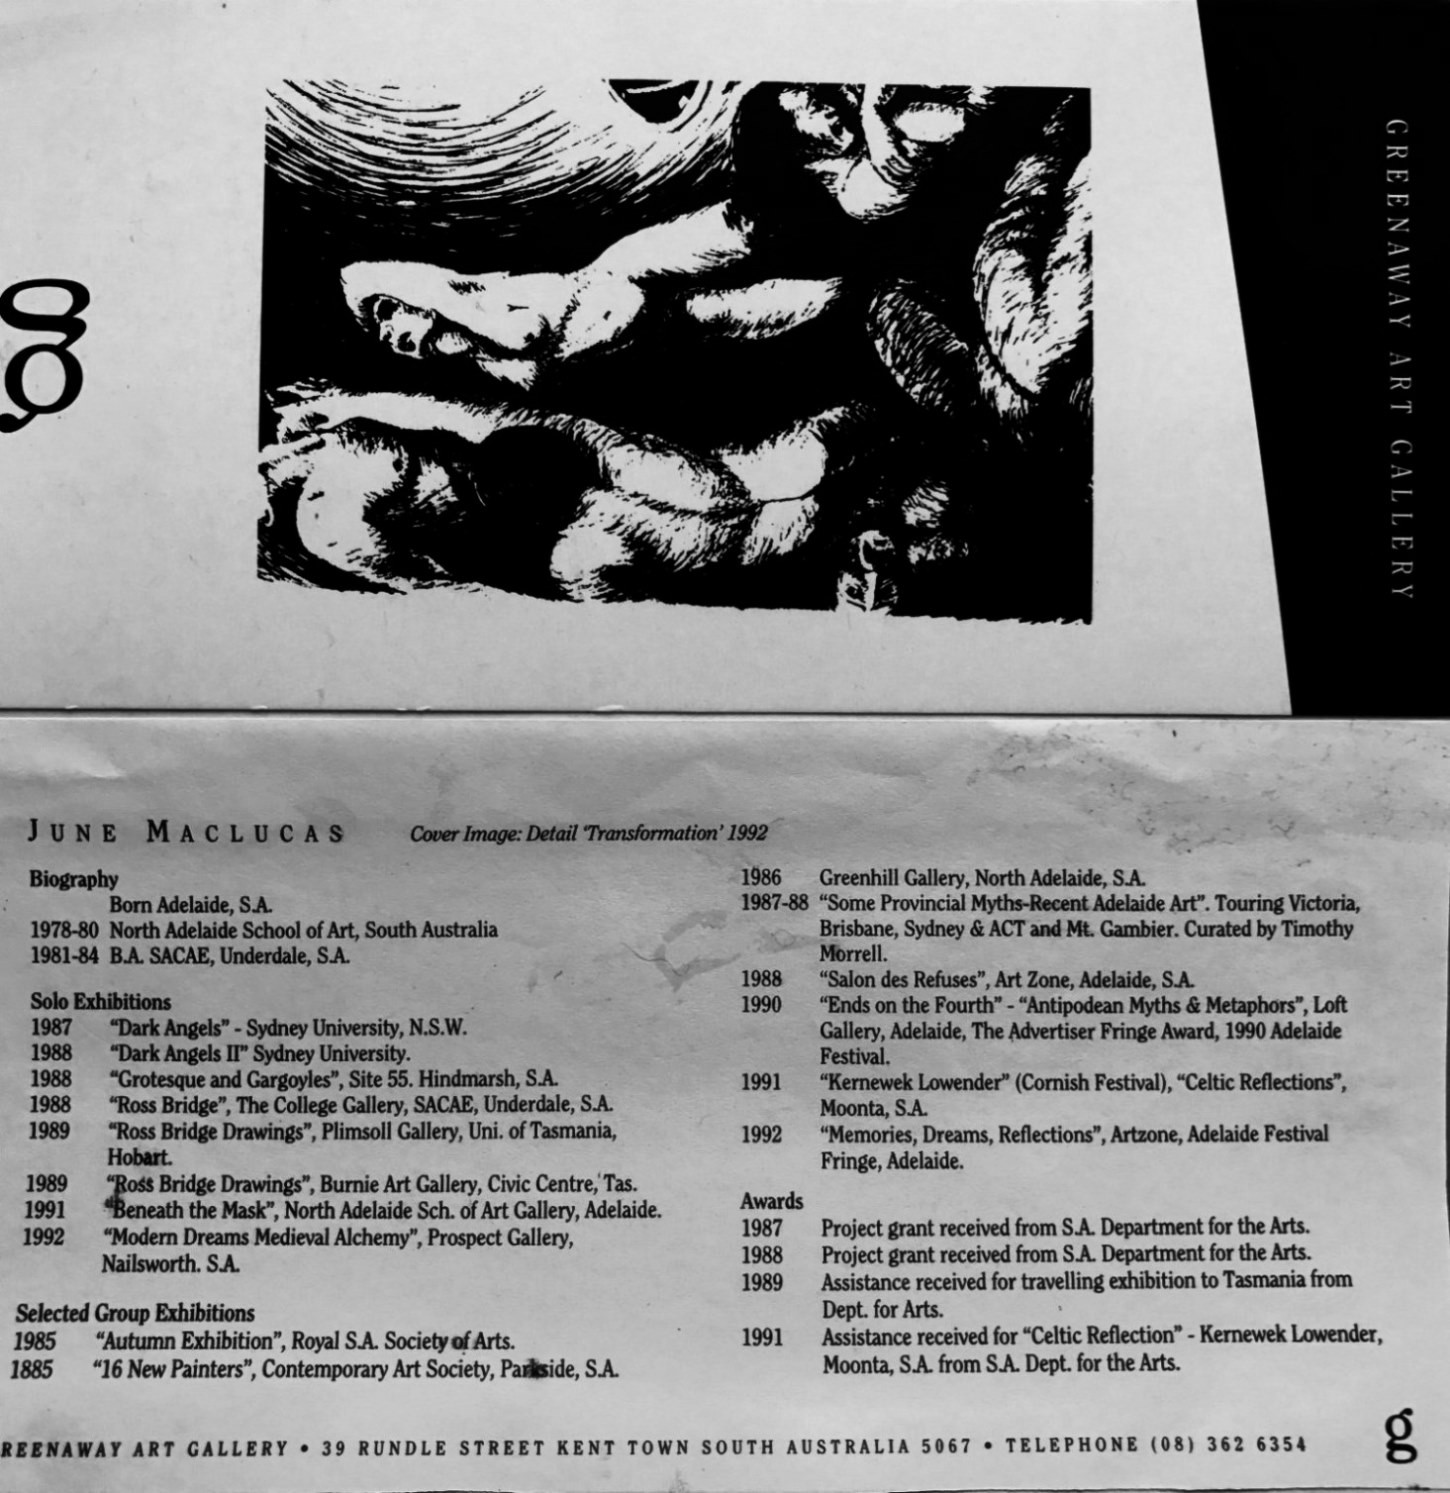 g
GREENAWAY ART GALLERY
JUNE MACLUCAS
Cover Image: Detail ‘Transformation’ 1992
Biography
Born Adelaide, S.A.
1978-80 North Adelaide School of Art, South Australia
1981-84 B.A. SACAE, Underdale, S.A.
Solo Exhibitions
1987 “Dark Angels” - Sydney University, N.S.W.
1988 “Dark Angels II” Sydney University.
1988 “Grotesque and Gargoyles”, Site 55. Hindmarsh, S.A.
1988 “Ross Bridge”, The College Gallery, SACAE, Underdale, S.A.
1989 “Ross Bridge Drawings”, Plimsoll Gallery, Uni. of Tasmania,
Hobart.
1989 “Ross Bridge Drawings”, Burnie Art Gallery, Civic Centre, Tas.
1991 “Beneath the Mask”, North Adelaide Sch. of Art Gallery, Adelaide.
1992 “Modern Dreams Medieval Alchemy”, Prospect Gallery,
Nailsworth. S.A.
Selected Group Exhibitions
1985 “Autumn Exhibition”, Royal S.A. Society of Arts.
1885 “16 New Painters”, Contemporary Art Society, Parkside, S.A.
1986 Greenhill Gallery, North Adelaide, S.A.
1987-88 “Some Provincial Myths-Recent Adelaide Art”. Touring Victoria,
Brisbane, Sydney & ACT and Mt. Gambier. Curated by Timothy
Morrell.
1988 “Salon des Refuses”, Art Zone, Adelaide, S.A.
1990 “Ends on the Fourth” - “Antipodean Myths & Metaphors”, Loft
Gallery, Adelaide, The Advertiser Fringe Award, 1990 Adelaide
Festival.
1991 “Kernewek Lowender” (Cornish Festival), “Celtic Reflections”,
Moonta, S.A.
1992 “Memories, Dreams, Reflections”, Artzone, Adelaide Festival
Fringe, Adelaide.
Awards
1987 Project grant received from S.A. Department for the Arts.
1988 Project grant received from S.A. Department for the Arts.
1989 Assistance received for travelling exhibition to Tasmania from
Dept. for Arts.
1991 Assistance received for “Celtic Reflection” - Kernewek Lowender,
Moonta, S.A. from S.A. Dept. for the Arts.
REENAWAY ART GALLERY • 39 RUNDLE STREET KENT TOWN SOUTH AUSTRALIA 5067 • TELEPHONE (08) 362 6354
g